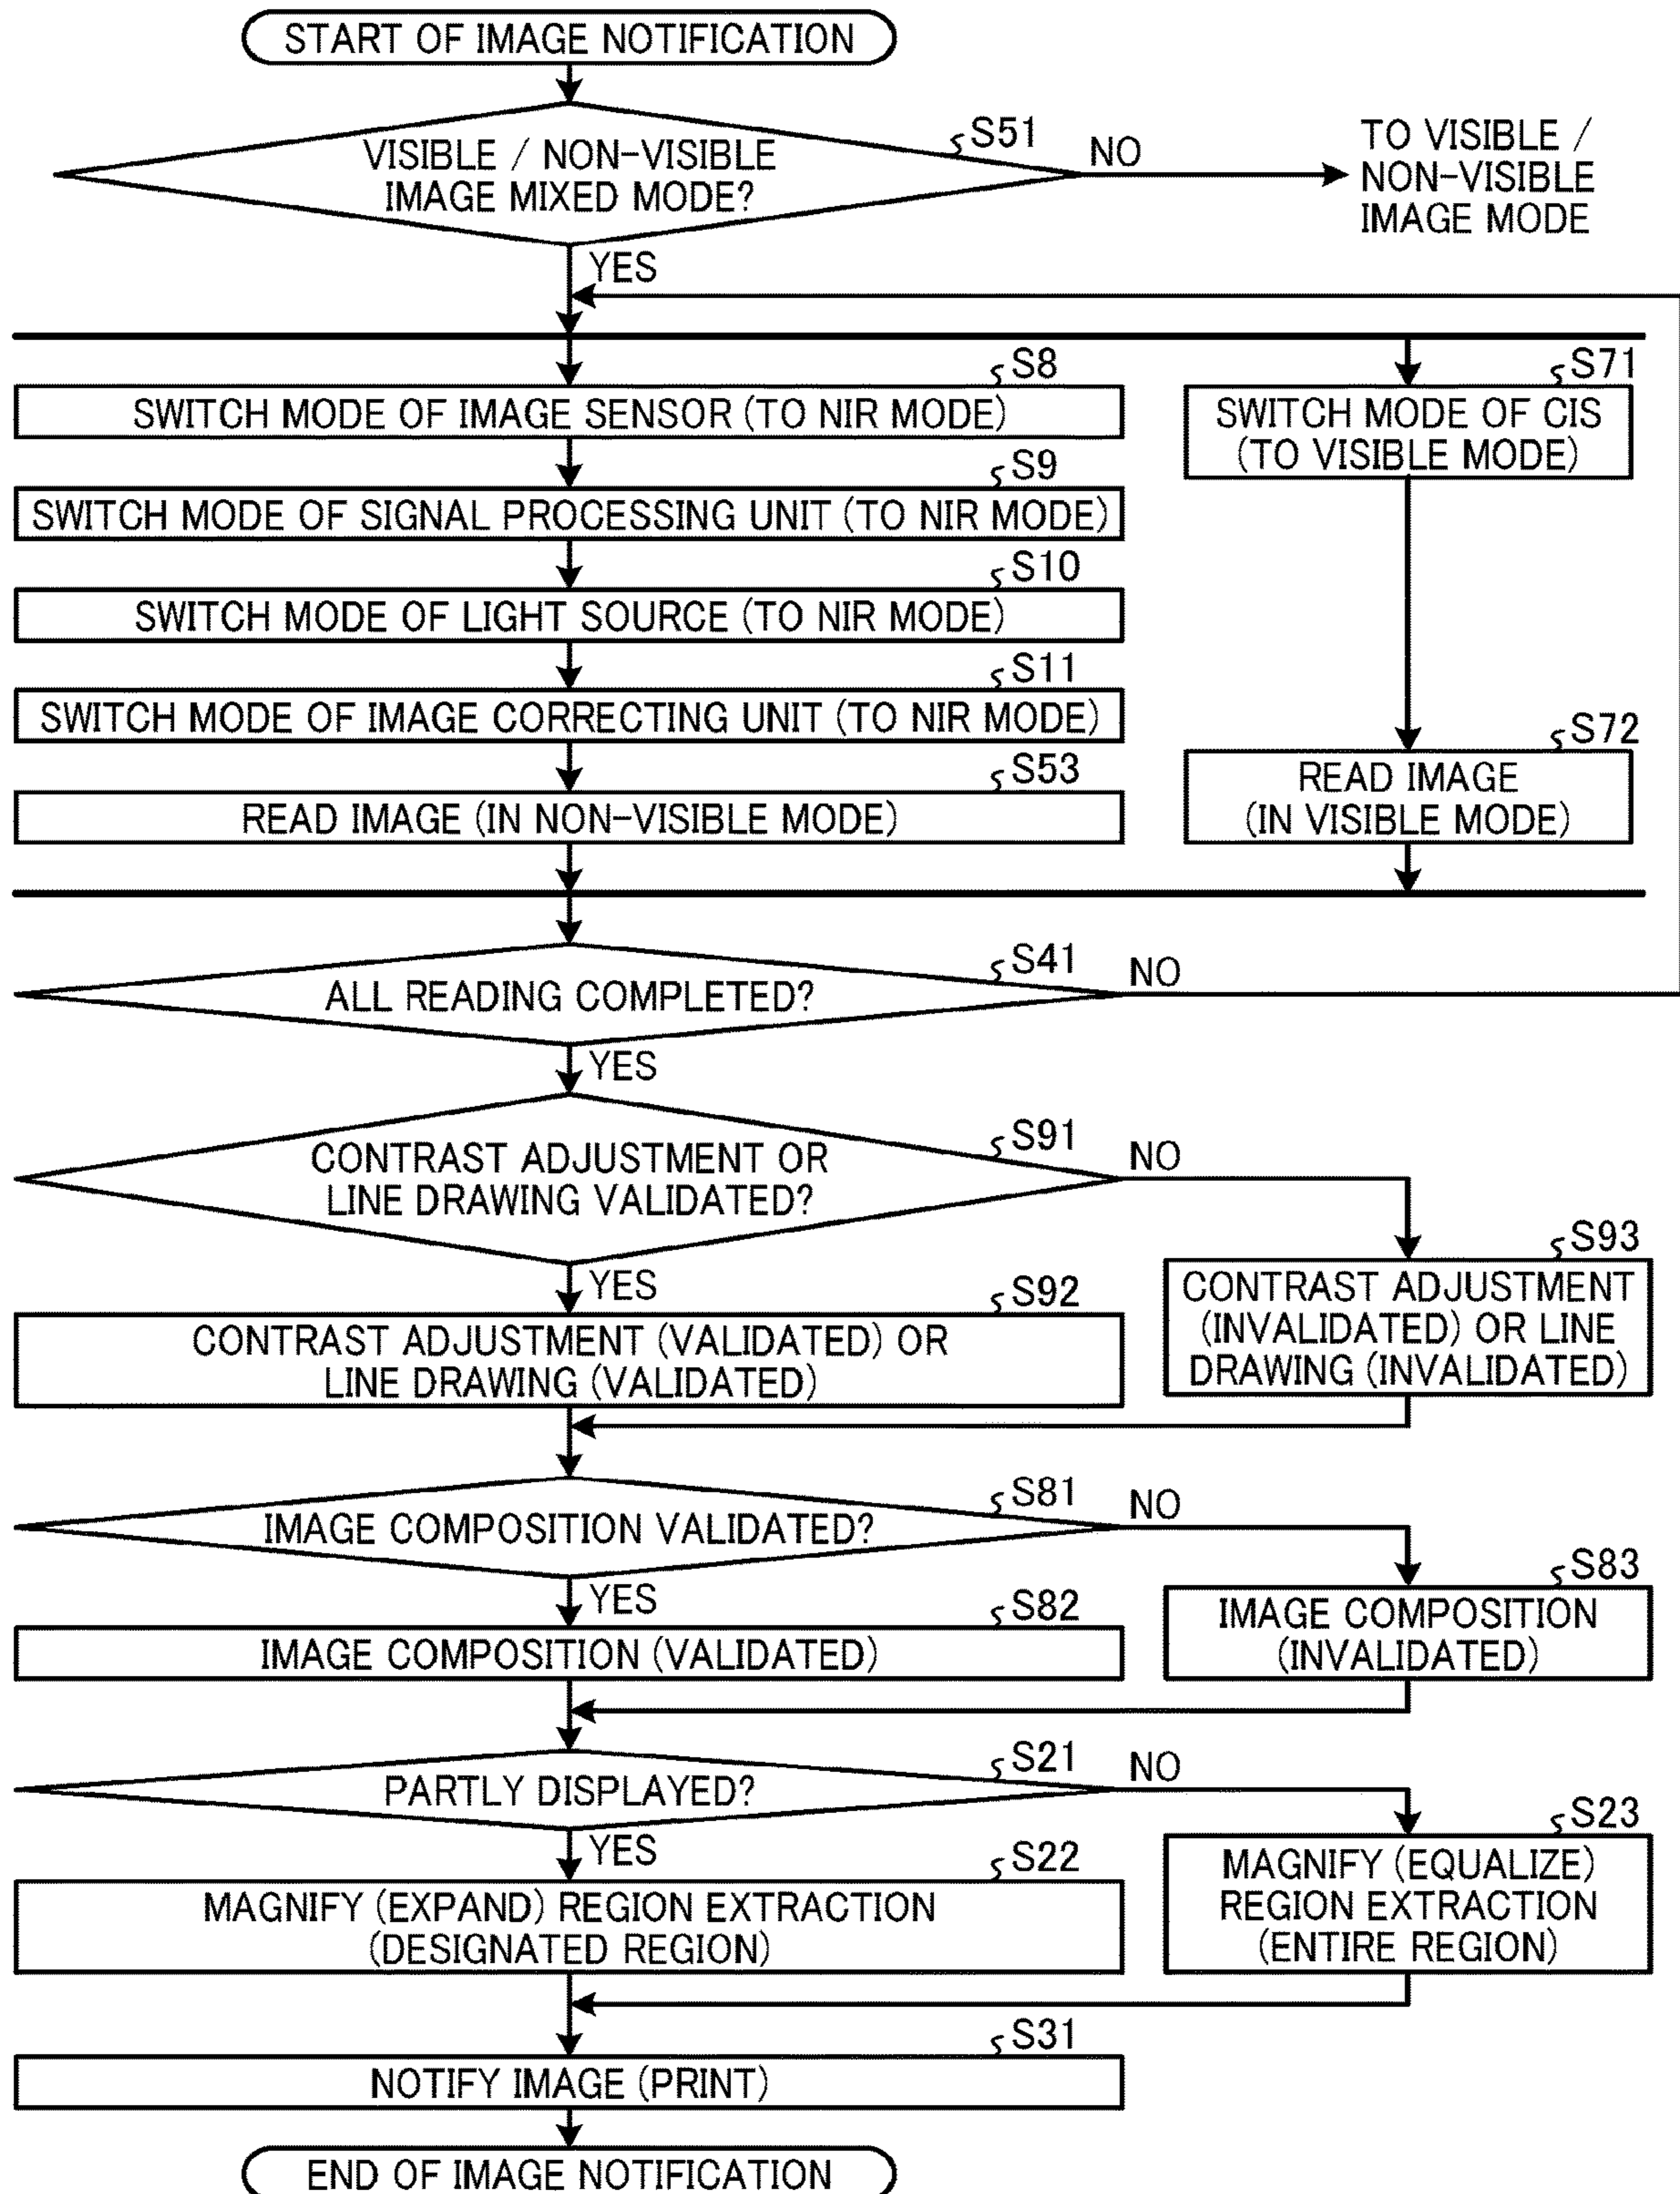 START OF IMAGE NOTIFICATION
S51
VISIBLE / NON-VISIBLE
IMAGE MIXED MODE?
NO
TO VISIBLE /
NON-VISIBLE
IMAGE MODE
YES
S8
SWITCH MODE OF IMAGE SENSOR (TO NIR MODE)
S71
SWITCH MODE OF CIS
(TO VISIBLE MODE)
S9
SWITCH MODE OF SIGNAL PROCESSING UNIT (TO NIR MODE)
S10
SWITCH MODE OF LIGHT SOURCE (TO NIR MODE)
S11
SWITCH MODE OF IMAGE CORRECTING UNIT (TO NIR MODE)
S53
READ IMAGE (IN NON-VISIBLE MODE)
S72
READ IMAGE
(IN VISIBLE MODE)
S41
ALL READING COMPLETED?
NO
YES
S91
CONTRAST ADJUSTMENT OR
LINE DRAWING VALIDATED?
NO
YES
S92
CONTRAST ADJUSTMENT (VALIDATED) OR
LINE DRAWING (VALIDATED)
S93
CONTRAST ADJUSTMENT
(INVALIDATED) OR LINE
DRAWING (INVALIDATED)
S81
IMAGE COMPOSITION VALIDATED?
NO
YES
S82
IMAGE COMPOSITION (VALIDATED)
S83
IMAGE COMPOSITION
(INVALIDATED)
S21
PARTLY DISPLAYED?
NO
YES
S22
MAGNIFY (EXPAND) REGION EXTRACTION
(DESIGNATED REGION)
S23
MAGNIFY (EQUALIZE)
REGION EXTRACTION
(ENTIRE REGION)
S31
NOTIFY IMAGE (PRINT)
END OF IMAGE NOTIFICATION